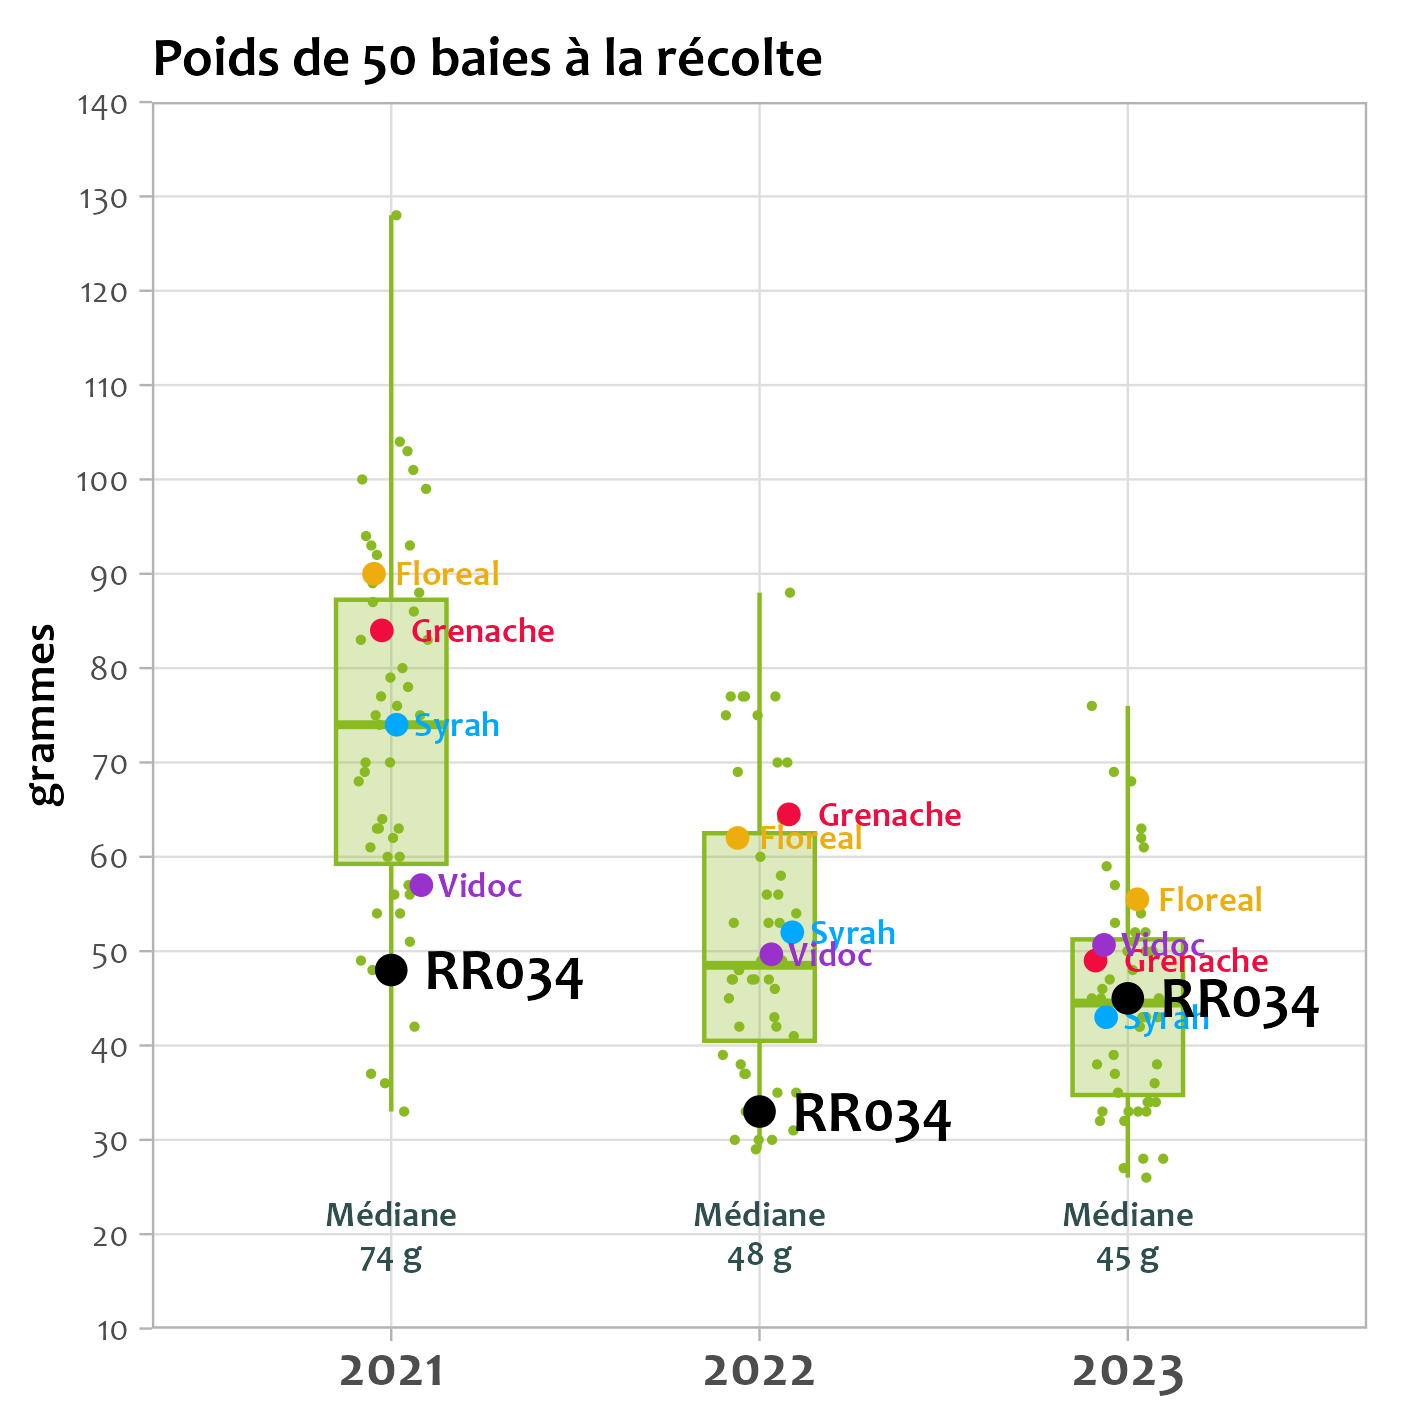 Poids de 50 baies à la récolte
grammes
140
130
120
110
100
90
80
70
60
50
40
30
20
10
Floreal
Grenache
Syrah
Vidoc
RR034
Médiane
74 g
2021
Grenache
Floreal
Syrah
Vidoc
RR034
Médiane
48 g
2022
Floreal
Vidoc
Grenache
RR034
Syrah
Médiane
45 g
2023